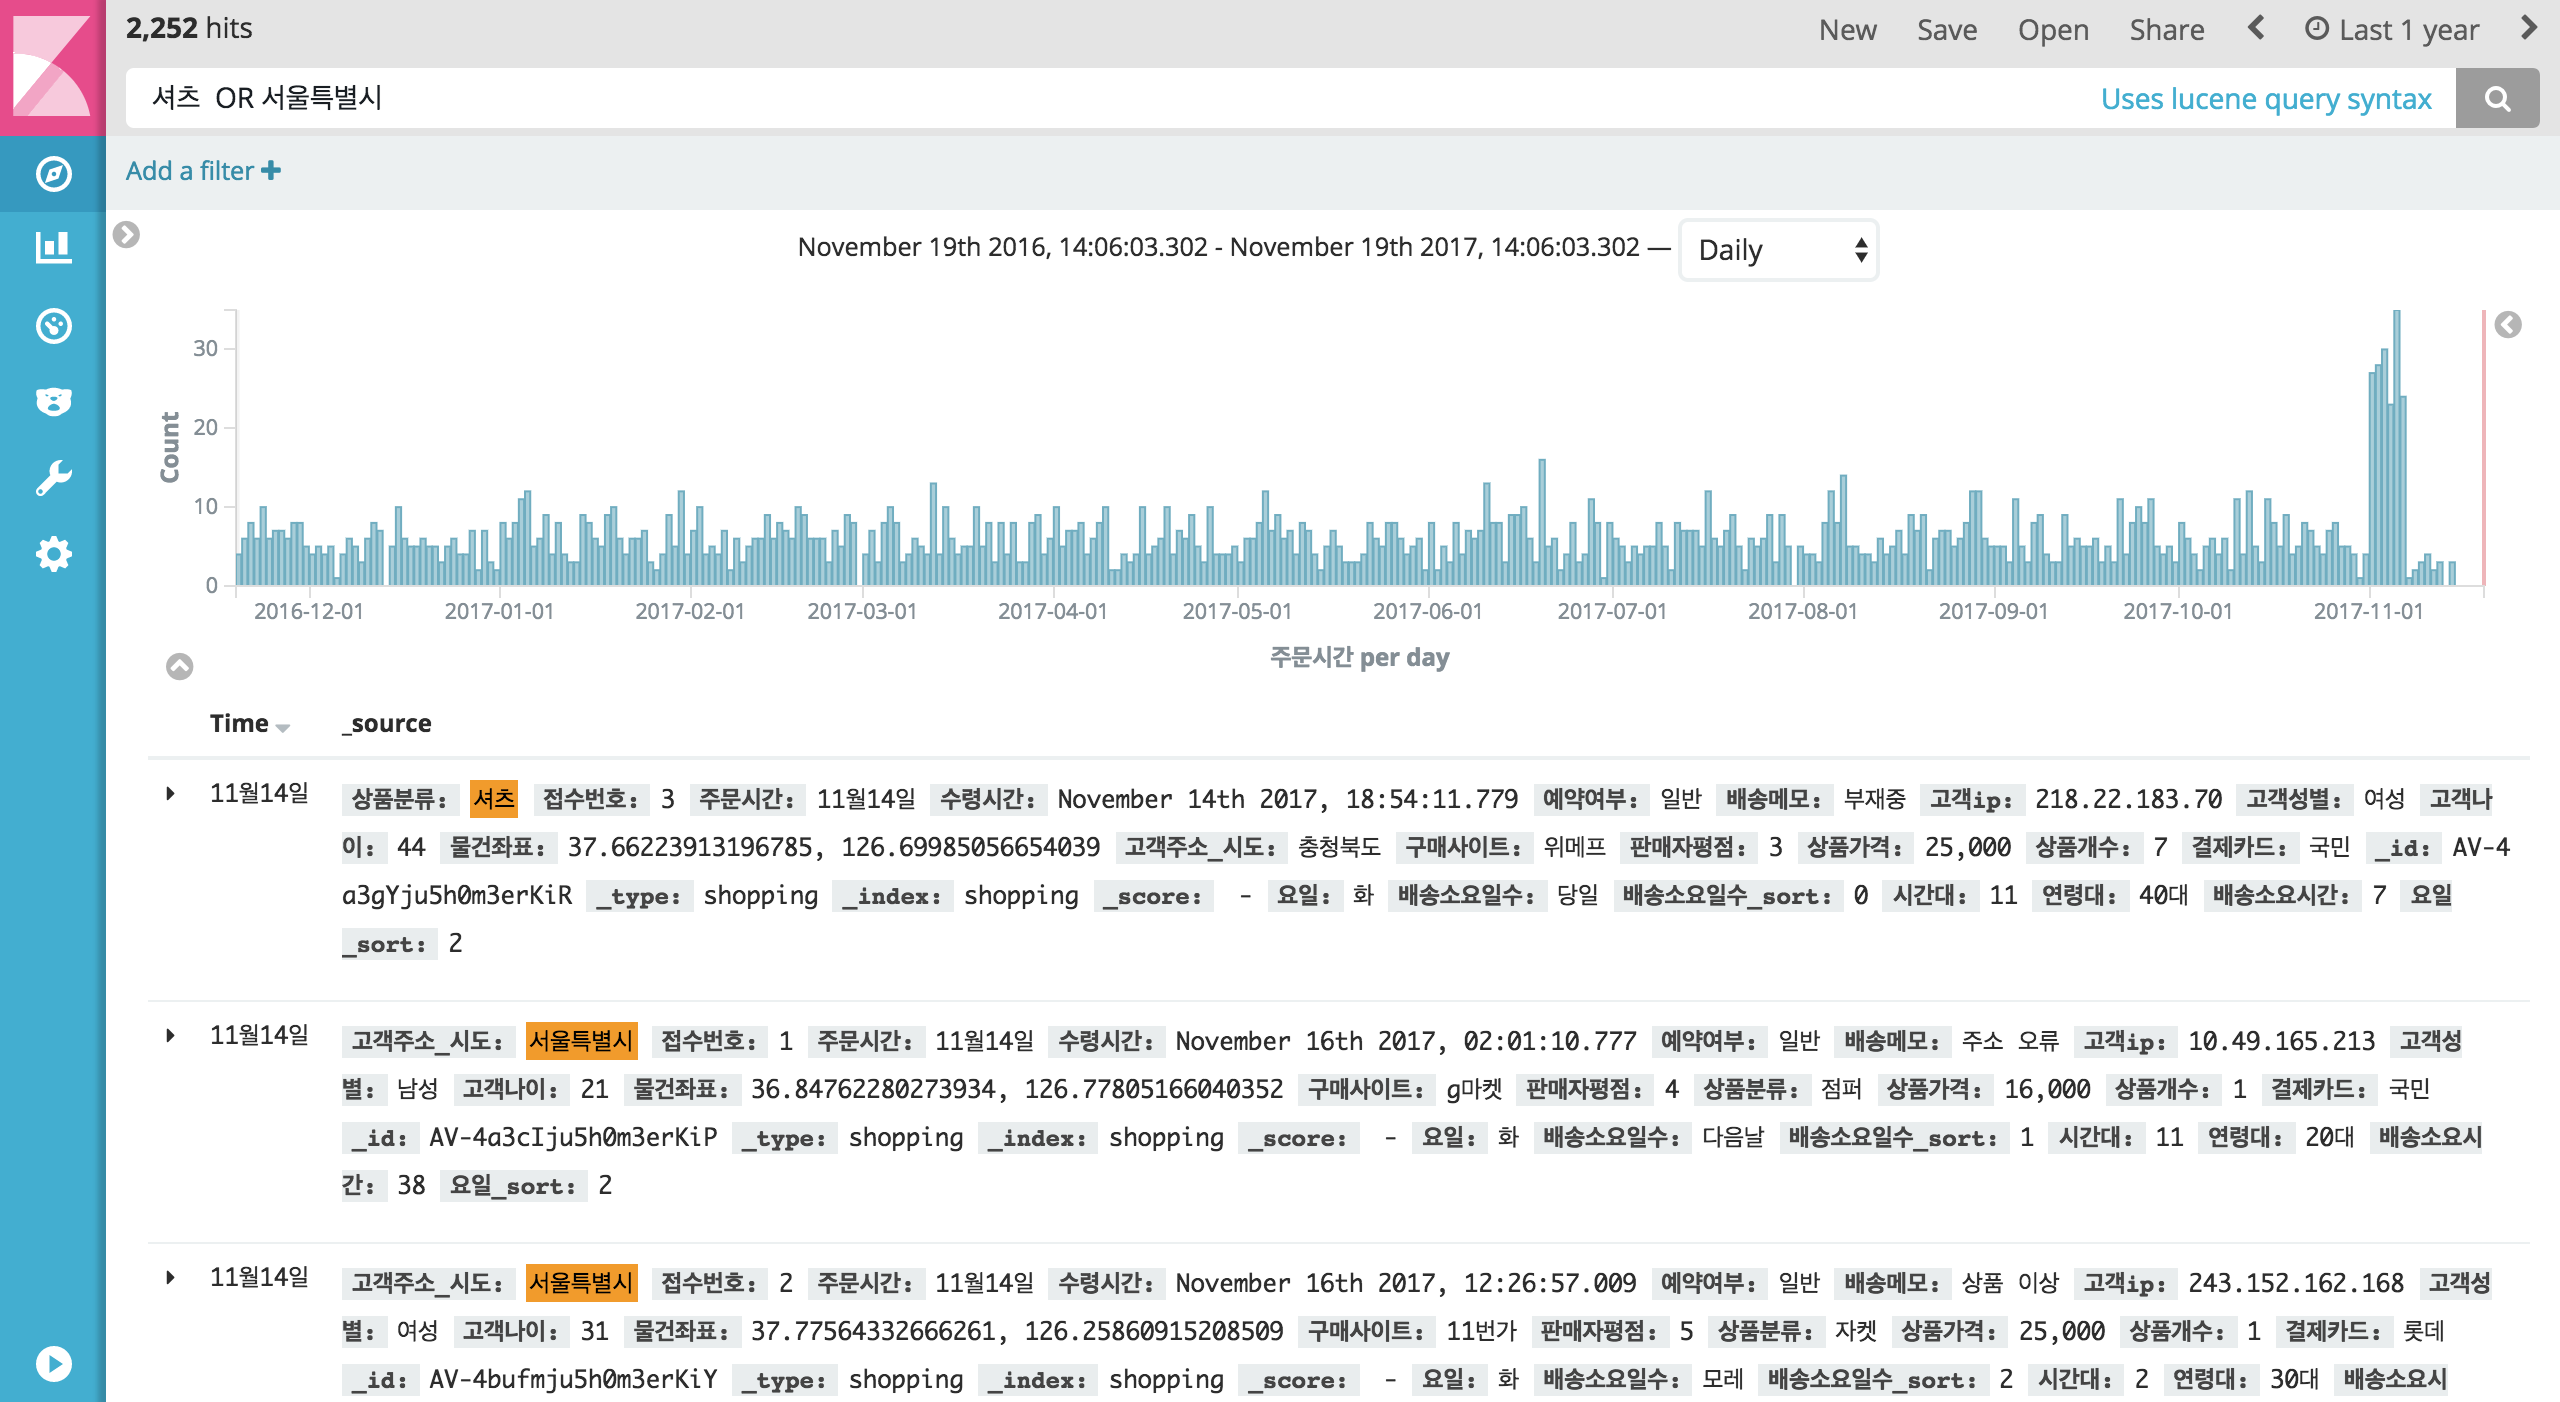 2,252 hits
New Save Open Share Last 1 year
셔츠 OR 서울특별시 Uses lucene query syntax
Add a filter
November 19th 2016, 14:06:03.302 - November 19th 2017, 14:06:03.302 — Daily
30
20
10
0
Count
2016-12-01 2017-01-01 2017-02-01 2017-03-01 2017-04-01 2017-05-01 2017-06-01 2017-07-01 2017-08-01 2017-09-01 2017-10-01 2017-11-01
주문시간 per day
Time _source
11월14일 상품분류: 셔츠 접수번호: 3 주문시간: 11월14일 수령시간: November 14th 2017, 18:54:11.779 예약여부: 일반 배송메모: 부재중 고객ip: 218.22.183.70 고객성별: 여성 고객나
이: 44 물건좌표: 37.66223913196785, 126.69985056654039 고객주소_시도: 충청북도 구매사이트: 위메프 판매자평점: 3 상품가격: 25,000 상품개수: 7 결제카드: 국민 _id: AV-4
a3gYju5h0m3erKiR _type: shopping _index: shopping _score: - 요일: 화 배송소요일수: 당일 배송소요일수_sort: 0 시간대: 11 연령대: 40대 배송소요시간: 7 요일
_sort: 2
11월14일 고객주소_시도: 서울특별시 접수번호: 1 주문시간: 11월14일 수령시간: November 16th 2017, 02:01:10.777 예약여부: 일반 배송메모: 주소 오류 고객ip: 10.49.165.213 고객성
별: 남성 고객나이: 21 물건좌표: 36.84762280273934, 126.77805166040352 구매사이트: g마켓 판매자평점: 4 상품분류: 점퍼 상품가격: 16,000 상품개수: 1 결제카드: 국민
_id: AV-4a3cIju5h0m3erKiP _type: shopping _index: shopping _score: - 요일: 화 배송소요일수: 다음날 배송소요일수_sort: 1 시간대: 11 연령대: 20대 배송소요시
간: 38 요일_sort: 2
11월14일 고객주소_시도: 서울특별시 접수번호: 2 주문시간: 11월14일 수령시간: November 16th 2017, 12:26:57.009 예약여부: 일반 배송메모: 상품 이상 고객ip: 243.152.162.168 고객성
별: 여성 고객나이: 31 물건좌표: 37.77564332666261, 126.25860915208509 구매사이트: 11번가 판매자평점: 5 상품분류: 자켓 상품가격: 25,000 상품개수: 1 결제카드: 롯데
_id: AV-4bufmju5h0m3erKiY _type: shopping _index: shopping _score: - 요일: 화 배송소요일수: 모레 배송소요일수_sort: 2 시간대: 2 연령대: 30대 배송소요시